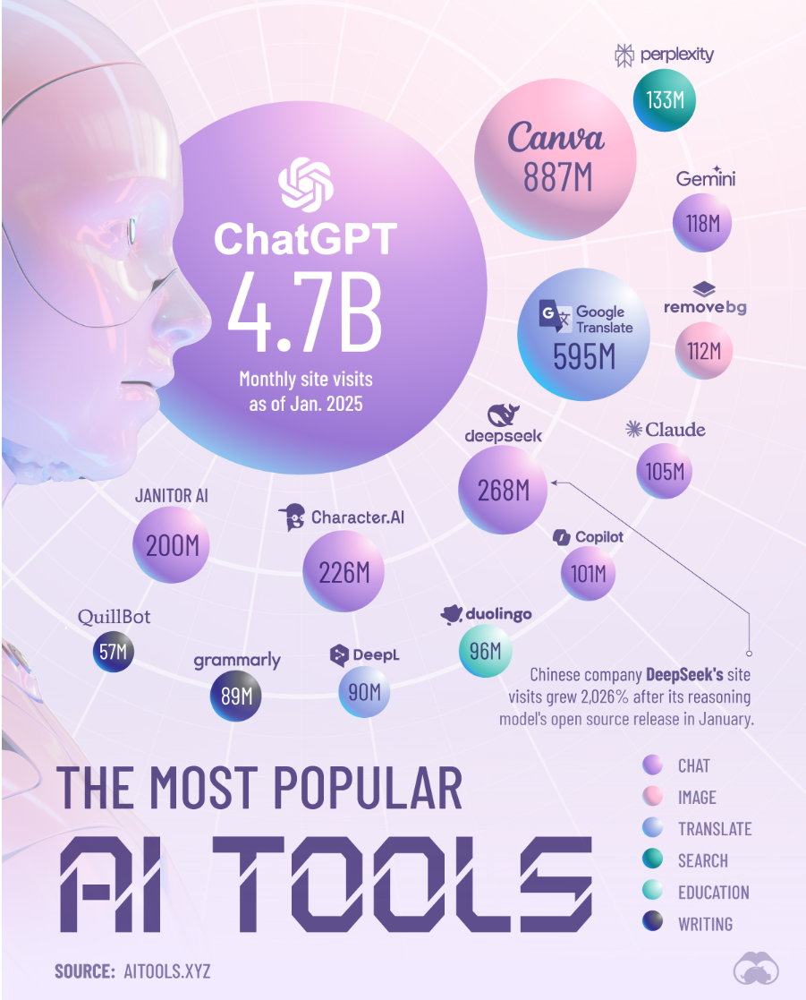 perplexity
133M
Canva
887M
Gemini
118M
ChatGPT
4.7B
Monthly site visits
as of Jan. 2025
removebg
112M
G 文 Google
Translate
595M
deepseek
268M
Claude
105M
JANITOR AI
200M
Character.AI
226M
Copilot
101M
QuillBot
57M
grammarly
89M
DeepL
90M
duolingo
96M
Chinese company DeepSeek's site
visits grew 2,026% after its reasoning
model's open source release in January.
THE MOST POPULAR
AI TOOLS
CHAT
IMAGE
TRANSLATE
SEARCH
EDUCATION
WRITING
SOURCE: AITOOLS.XYZ